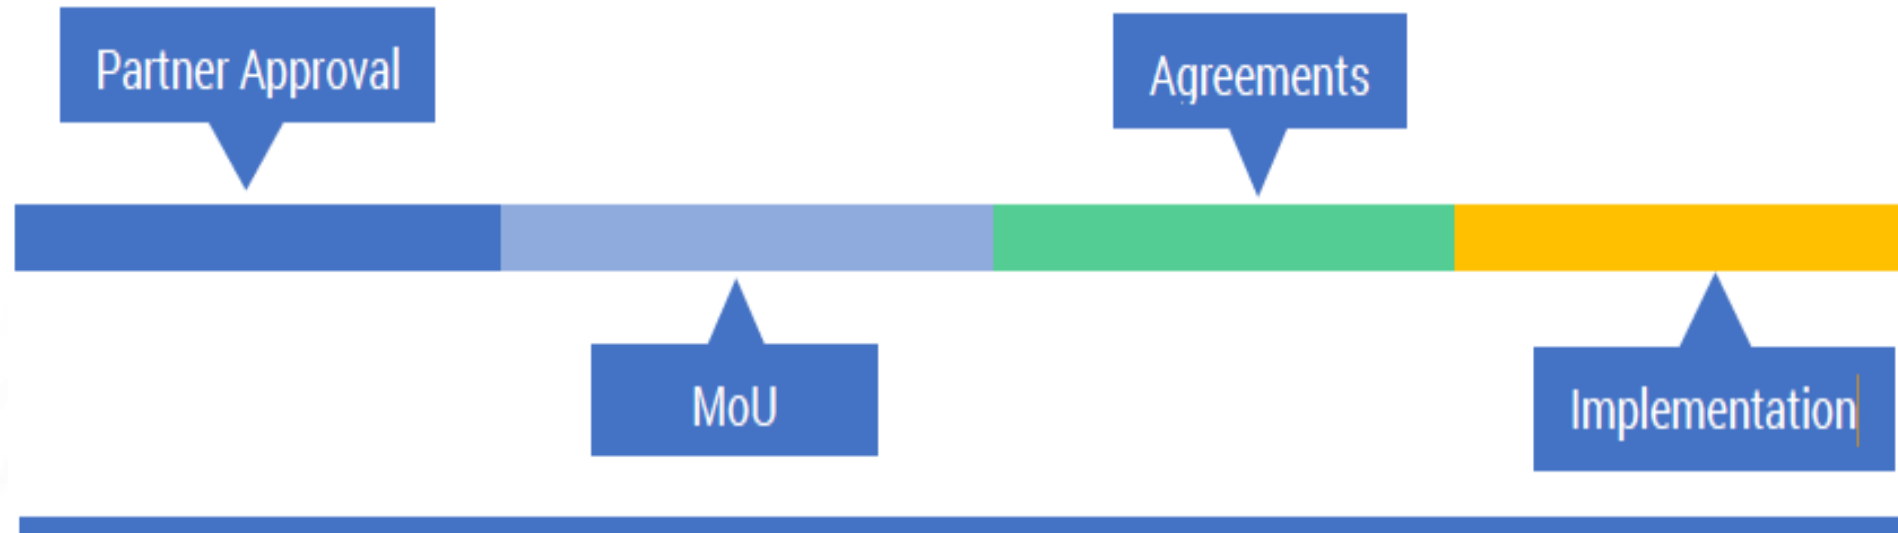 Partner Approval
Agreements
MoU
Implementation